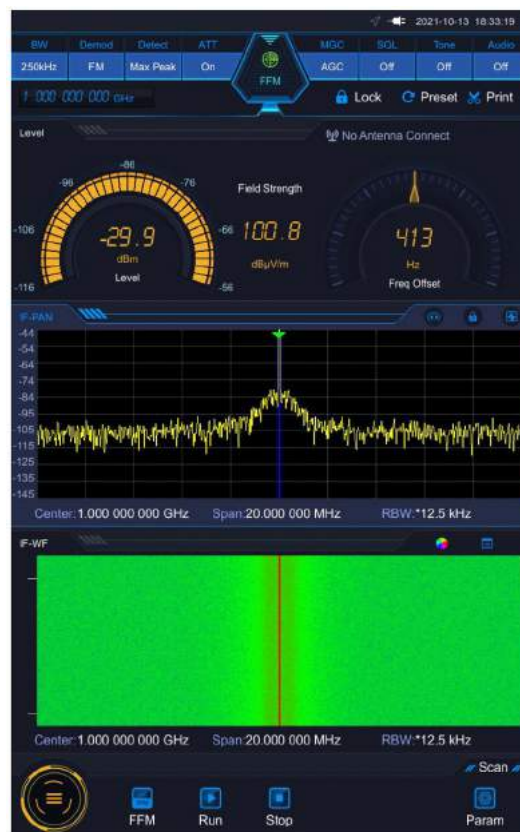 2021-10-13 18:33:19
BW Demod Detect ATT MGC SQL Tone Audio
250kHz FM Max Peak On FFM AGC Off Off Off
1 000 000 000 GHz Lock Preset Print
Level No Antenna Connect
-86
-96 -76 Field Strength
-106 -29.9 -66 100.8 413
dBm dBμV/m Hz
Level Freq Offset
-116 -56
IF-PAN
-44
-54
-64
-74
-84
-95
-105
-115
-125
-135
-145
Center:1.000 000 000 GHz Span:20.000 000 MHz RBW:*12.5 kHz
IF-WF
Center:1.000 000 000 GHz Span:20.000 000 MHz RBW:*12.5 kHz
Scan
FFM Run Stop Param